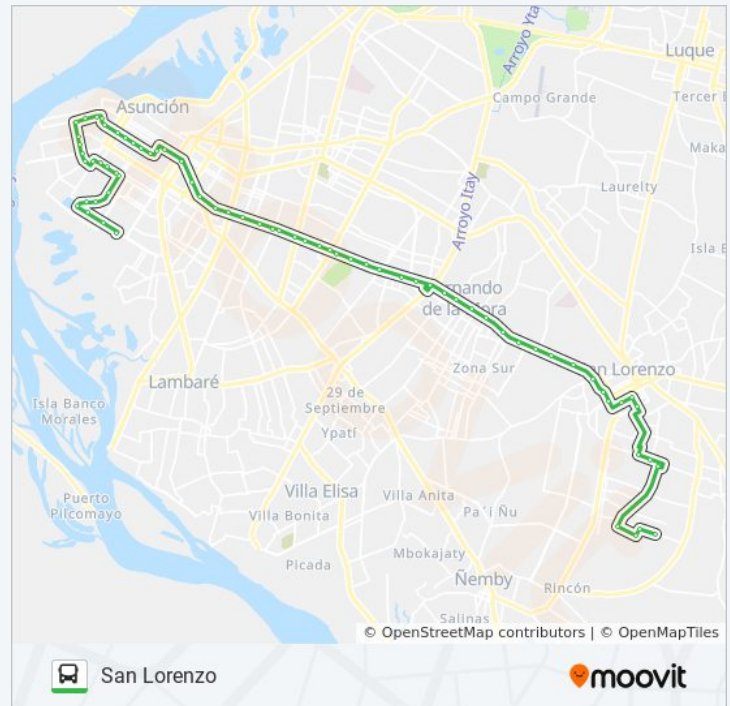 Luque
Arroyo Yta
Asunción
Campo Grande
Tercer
Maka
Laurelty
Arroyo Itay
Isla B
rnando
de la Mora
Zona Sur
an Lorenzo
Lambaré
29 de
Septiembre
Isla Banco
Morales
Ypatí
Villa Elisa
Villa Anita
Puerto
Pilcomayo
Villa Bonita
Pa´i Ñu
Mbokajaty
Picada
Ñemby
Rincón
Salinas
© OpenStreetMap contributors | © OpenMapTiles
San Lorenzo
moovit